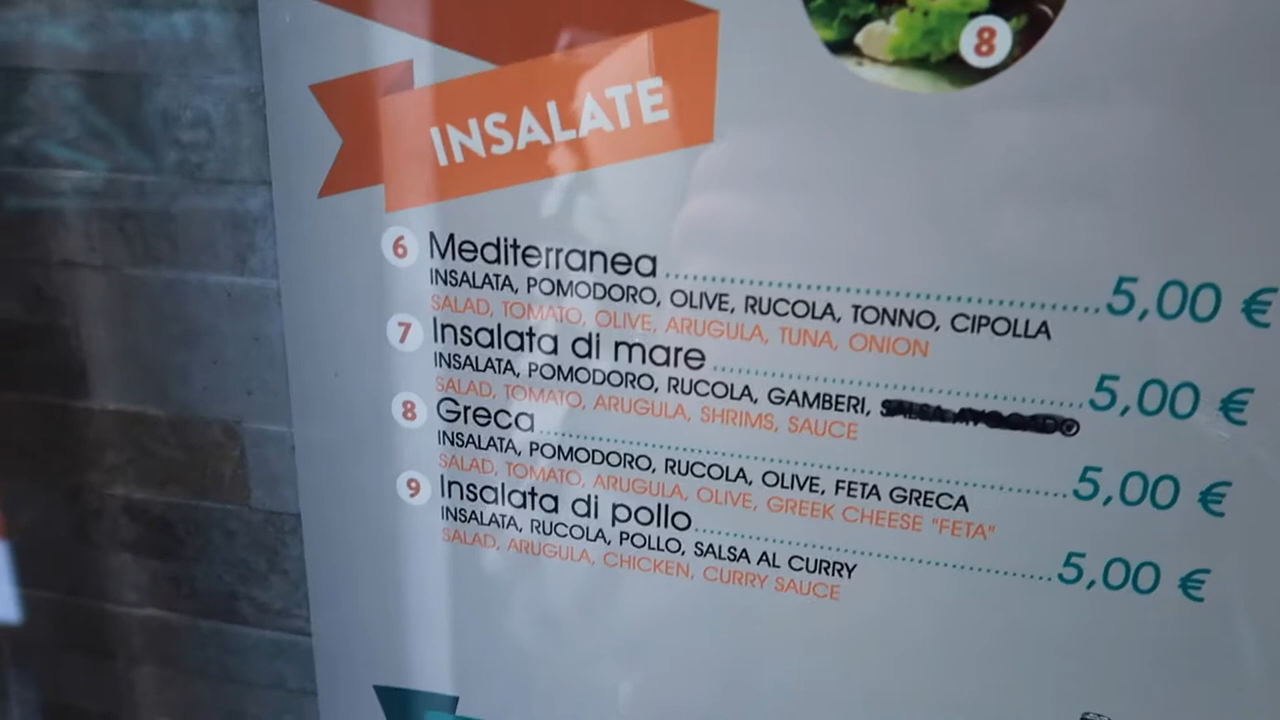 8
INSALATE
6 Mediterranea 5,00 €
INSALATA, POMODORO, OLIVE, RUCOLA, TONNO, CIPOLLA
SALAD, TOMATO, OLIVE, ARUGULA, TUNA, ONION
7 Insalata di mare 5,00 €
INSALATA, POMODORO, RUCOLA, GAMBERI,
SALAD, TOMATO, ARUGULA, SHRIMS, SAUCE
8 Greca 5,00 €
INSALATA, POMODORO, RUCOLA, OLIVE, FETA GRECA
SALAD, TOMATO, ARUGULA, OLIVE, GREEK CHEESE "FETA"
9 Insalata di pollo 5,00 €
INSALATA, RUCOLA, POLLO, SALSA AL CURRY
SALAD, ARUGULA, CHICKEN, CURRY SAUCE